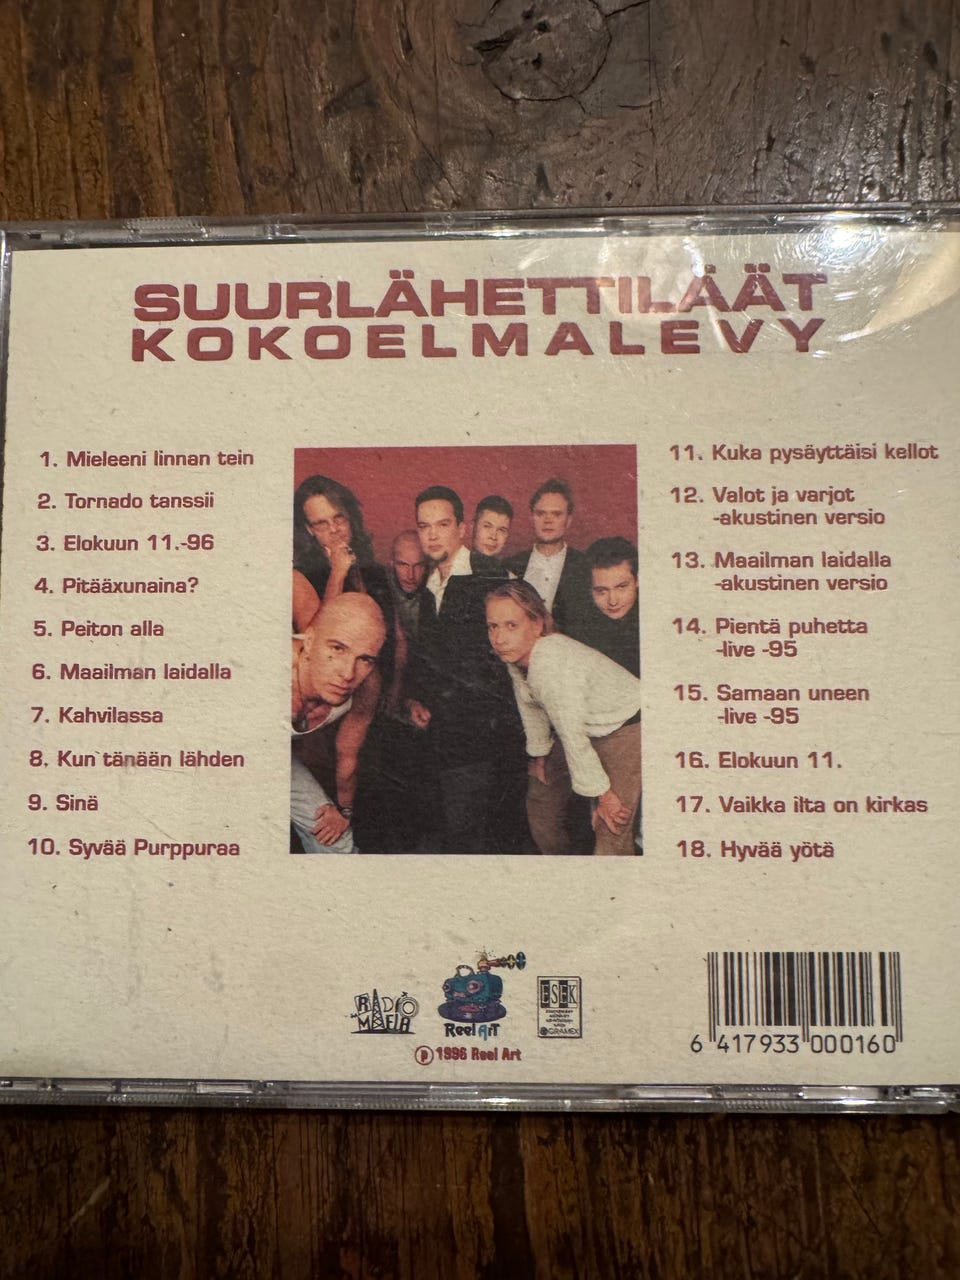 SUURLÄHETTILÄÄT
KOKOELMALEVY
1. Mieleeni linnan tein
2. Tornado tanssii
3. Elokuun 11.-96
4. Pitääxunaina?
5. Peiton alla
6. Maailman laidalla
7. Kahvilassa
8. Kun tänään lähden
9. Sinä
10. Syvää Purppuraa
11. Kuka pysäyttäisi kellot
12. Valot ja varjot
-akustinen versio
13. Maailman laidalla
-akustinen versio
14. Pientä puhetta
-live -95
15. Samaan uneen
-live -95
16. Elokuun 11.
17. Vaikka ilta on kirkas
18. Hyvää yötä
RADIO
MAFIA
Reel ArT
ESEK
GRAMEX
Ⓟ 1996 Reel Art
6 417933 000160